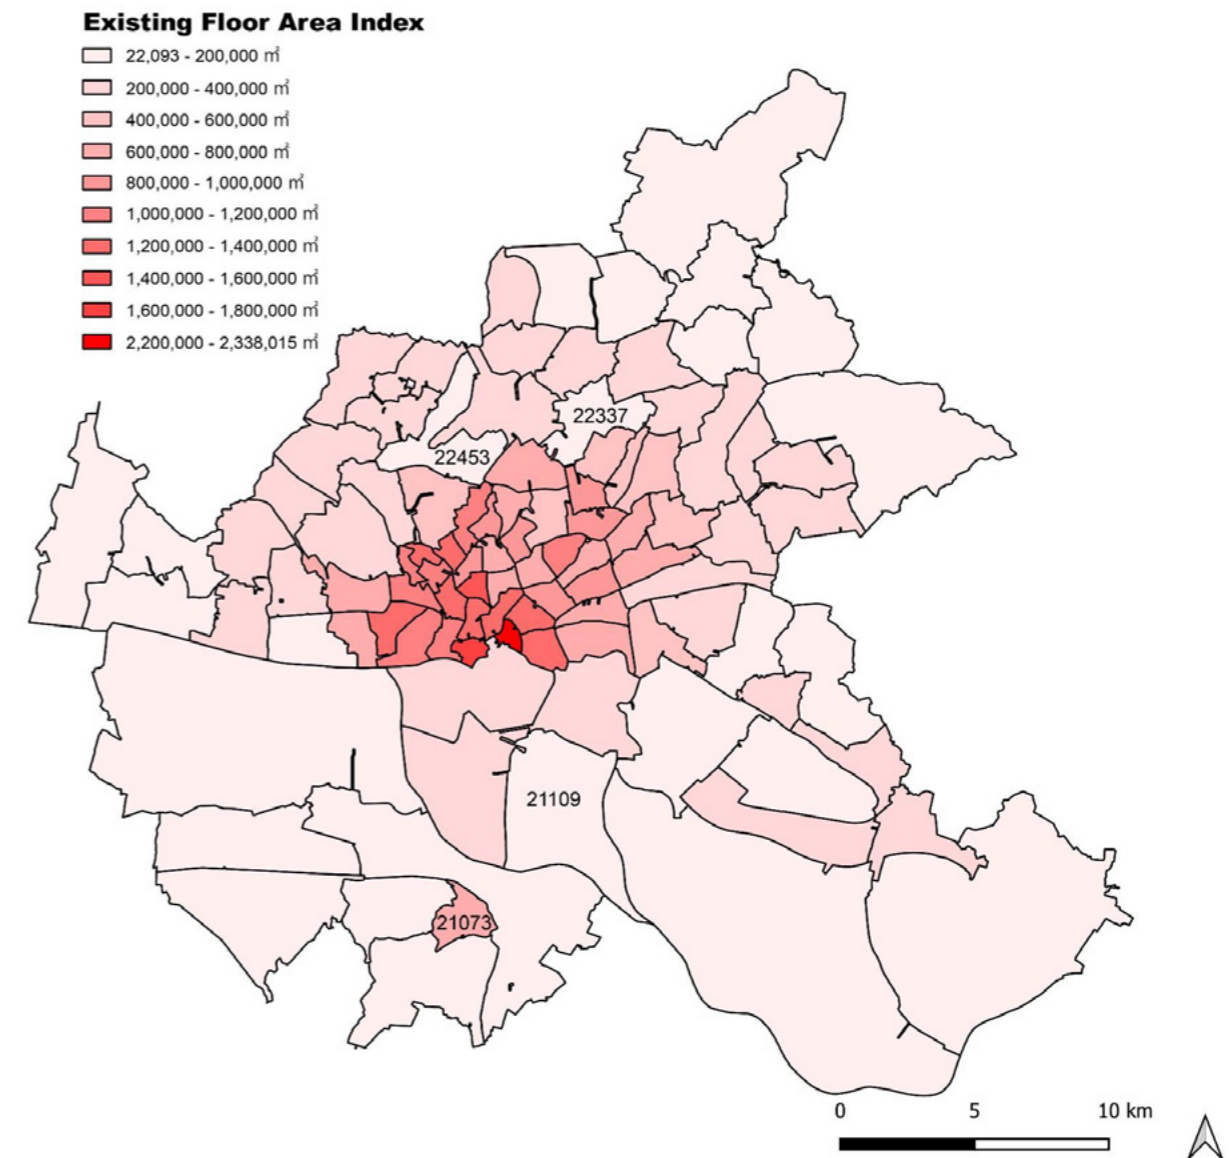 Existing Floor Area Index
22,093 - 200,000 ㎡
200,000 - 400,000 ㎡
400,000 - 600,000 ㎡
600,000 - 800,000 ㎡
800,000 - 1,000,000 ㎡
1,000,000 - 1,200,000 ㎡
1,200,000 - 1,400,000 ㎡
1,400,000 - 1,600,000 ㎡
1,600,000 - 1,800,000 ㎡
2,200,000 - 2,338,015 ㎡
22337
22453
21109
21073
0 5 10 km